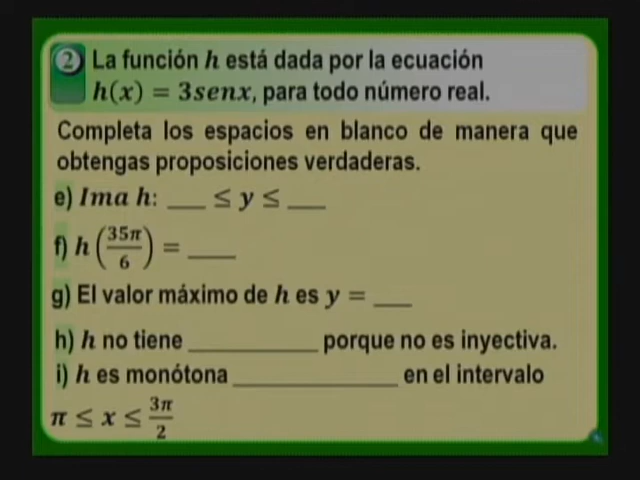 2 La función h está dada por la ecuación
h(x) = 3senx, para todo número real.
Completa los espacios en blanco de manera que
obtengas proposiciones verdaderas.
e) Ima h: ___ ≤ y ≤ ___
f) h(35π/6) = ____
g) El valor máximo de h es y = ___
h) h no tiene __________ porque no es inyectiva.
i) h es monótona _____________ en el intervalo
π ≤ x ≤ 3π/2